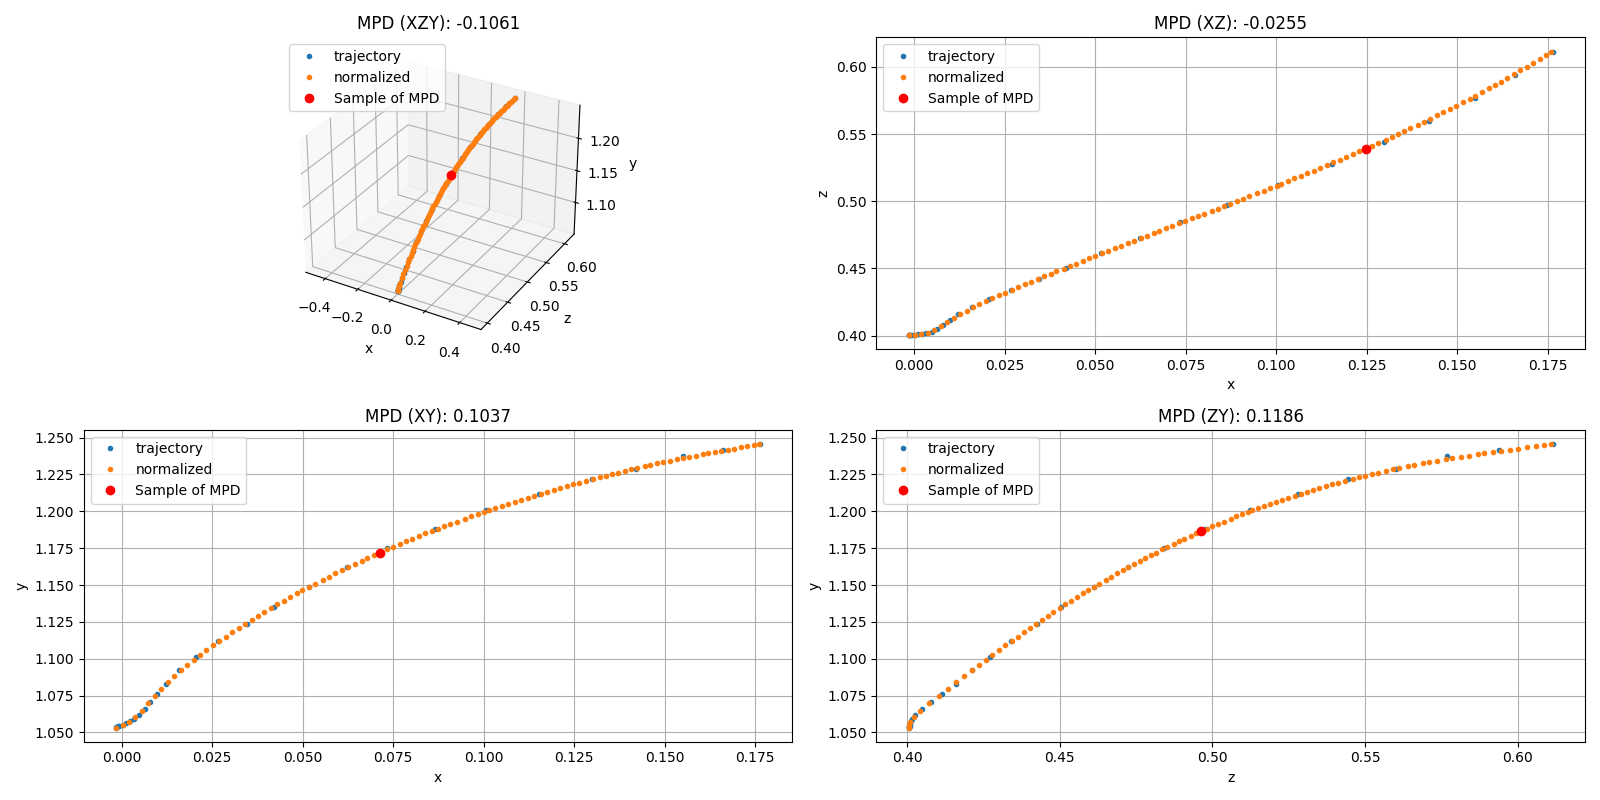 MPD (XZY): -0.1061
trajectory
normalized
Sample of MPD
1.20
1.15
1.10
y
0.60
0.55
0.50
0.45
0.40
z
−0.4
−0.2
0.0
0.2
0.4
x
MPD (XZ): -0.0255
trajectory
normalized
Sample of MPD
0.60
0.55
0.50
0.45
0.40
z
0.000 0.025 0.050 0.075 0.100 0.125 0.150 0.175
x
MPD (XY): 0.1037
trajectory
normalized
Sample of MPD
1.250
1.225
1.200
1.175
1.150
1.125
1.100
1.075
1.050
y
0.000 0.025 0.050 0.075 0.100 0.125 0.150 0.175
x
MPD (ZY): 0.1186
trajectory
normalized
Sample of MPD
1.250
1.225
1.200
1.175
1.150
1.125
1.100
1.075
1.050
y
0.40 0.45 0.50 0.55 0.60
z